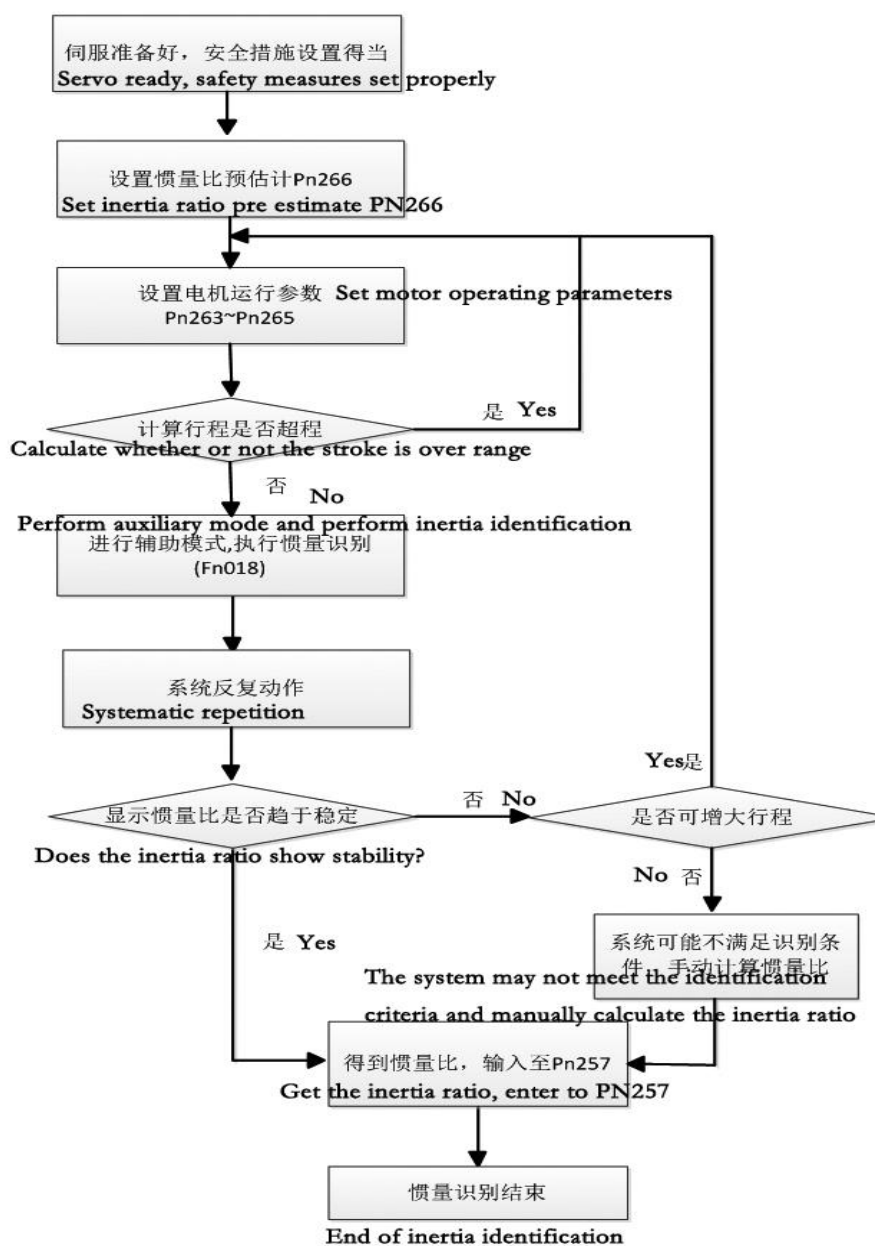 伺服准备好，安全措施设置得当
Servo ready, safety measures set properly
设置惯量比预估计Pn266
Set inertia ratio pre estimate PN266
设置电机运行参数 Set motor operating parameters
Pn263~Pn265
是 Yes
计算行程是否超程
Calculate whether or not the stroke is over range
否 No
Perform auxiliary mode and perform inertia identification
进行辅助模式,执行惯量识别
(Fn018)
系统反复动作
Systematic repetition
Yes是
显示惯量比是否趋于稳定
否 No
是否可增大行程
Does the inertia ratio show stability?
No 否
是 Yes
系统可能不满足识别条
件，手动计算惯量比
The system may not meet the identification
criteria and manually calculate the inertia ratio
得到惯量比，输入至Pn257
Get the inertia ratio, enter to PN257
惯量识别结束
End of inertia identification